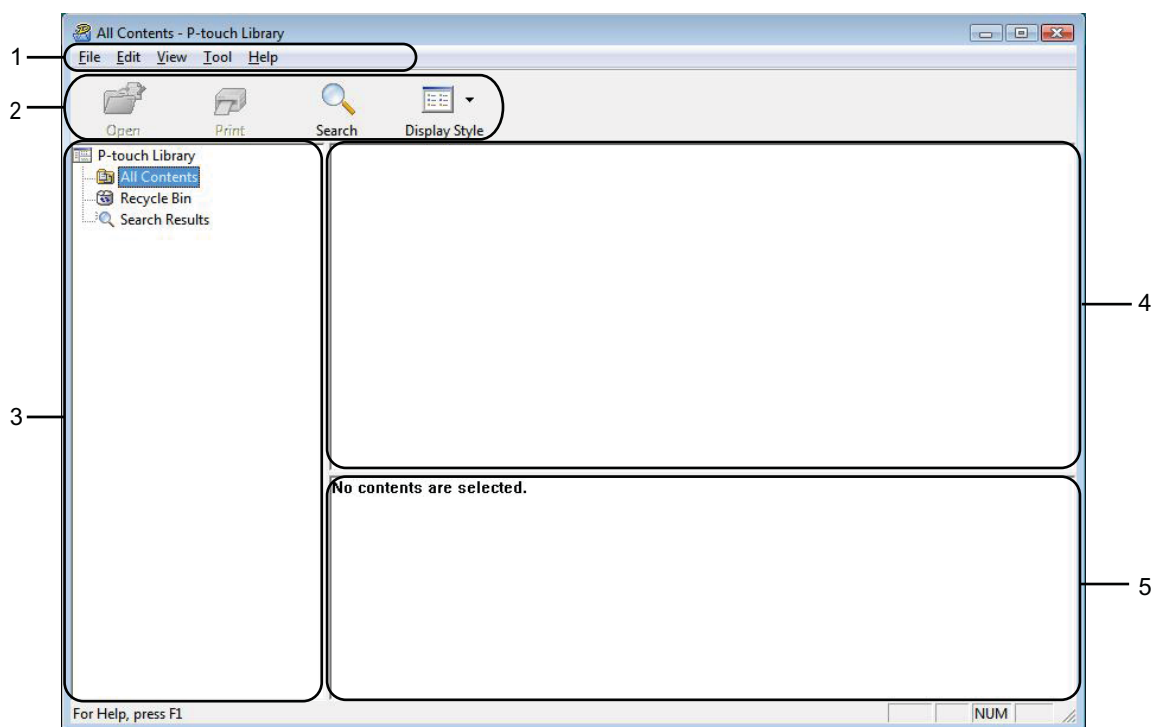 All Contents - P-touch Library
1
File Edit View Tool Help
2
Open Print Search Display Style
P-touch Library
All Contents
Recycle Bin
Search Results
3
4
No contents are selected.
5
For Help, press F1 NUM